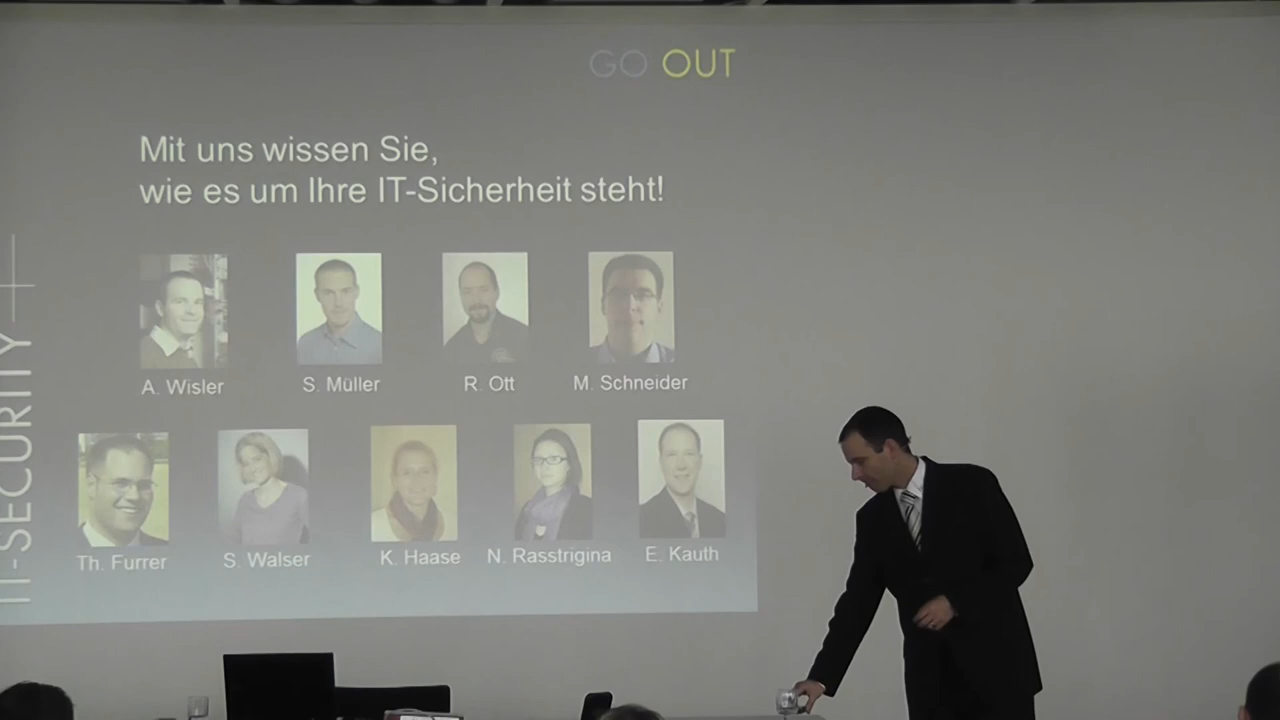 GO OUT
Mit uns wissen Sie,
wie es um Ihre IT-Sicherheit steht!
IT-SECURITY
A. Wisler
S. Müller
R. Ott
M. Schneider
Th. Furrer
S. Walser
K. Haase
N. Rasstrigina
E. Kauth